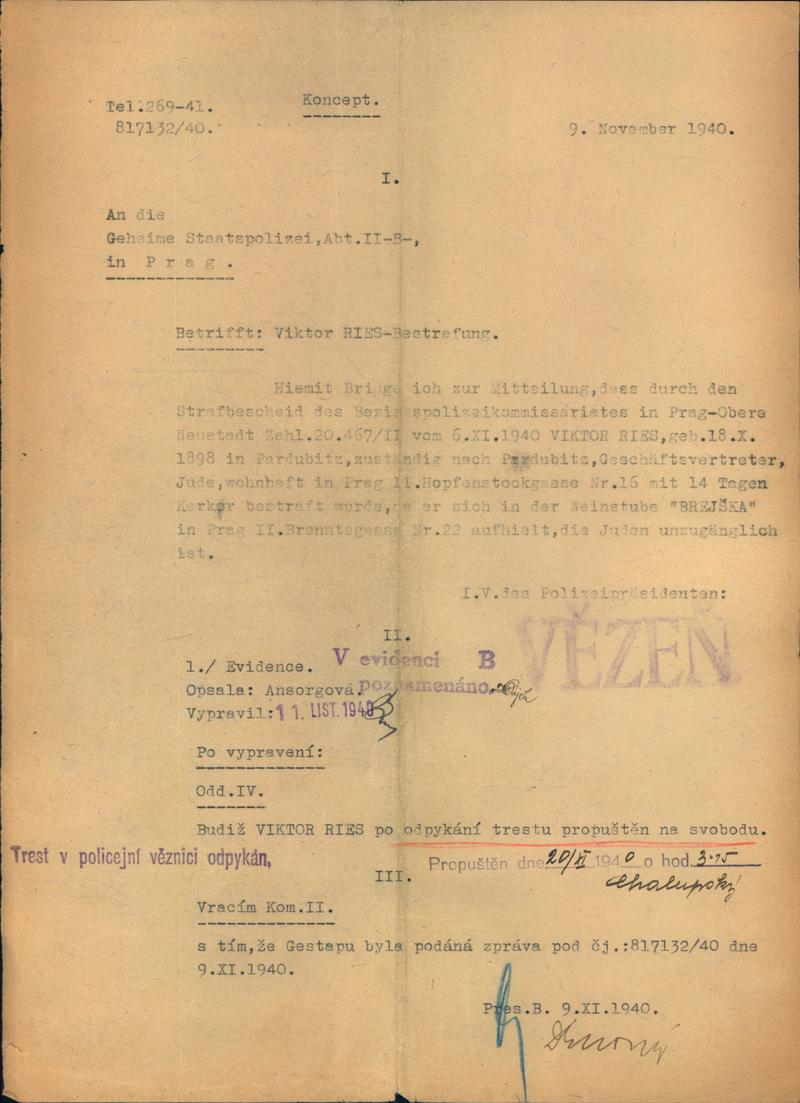 Tel.269-41.
Koncept.
817132/40.
9. November 1940.
I.
An die
Geheime Staatspolizei,Abt.II-B-,
in P r a g .
Betrifft: Viktor RIES-Bestrafung.
Hiemit Bringe ich zur Mitteilung,dass durch den
Strafbescheid des Bezirkspolizeikommissariates in Prag-Obere
Neustadt Zahl.20.467/II vom 6.XI.1940 VIKTOR RIES,geb.18.X.
1898 in Pardubitz,zuständig nach Pardubitz,Geschäftsvertreter,
Jude,wohnhaft in Prag II.Hopfenstockgasse Nr.16 mit 14 Tagen
Kerker bestraft wurde,da er sich in der Weinstube "BREJŠKA"
in Prag II.Brenntegasse Nr.22 aufhielt,die Juden unzugänglich
ist.
I.V.des Polizeipräsidenten:
VĚZEŇ
II.
1./ Evidence.
V evidenci B
poznamenáno.
Opsala: Ansorgová.
Vypravil:
11. LIST. 1940
Po vypravení:
Odd.IV.
Budiž VIKTOR RIES po odpykání trestu propuštěn na svobodu.
Trest v policejní věznici odpykán,
Propuštěn dne 20/XI 1940 o hod. 3·15
Chalupský
III.
Vracím Kom.II.
s tím,že Gestapu byla podáná zpráva pod čj.:817132/40 dne
9.XI.1940.
Pres.B. 9.XI.1940.